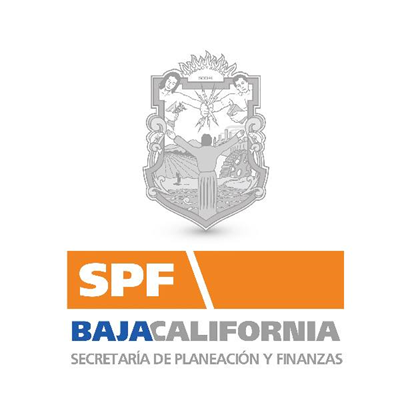 SPF
BAJACALIFORNIA
SECRETARÍA DE PLANEACIÓN Y FINANZAS